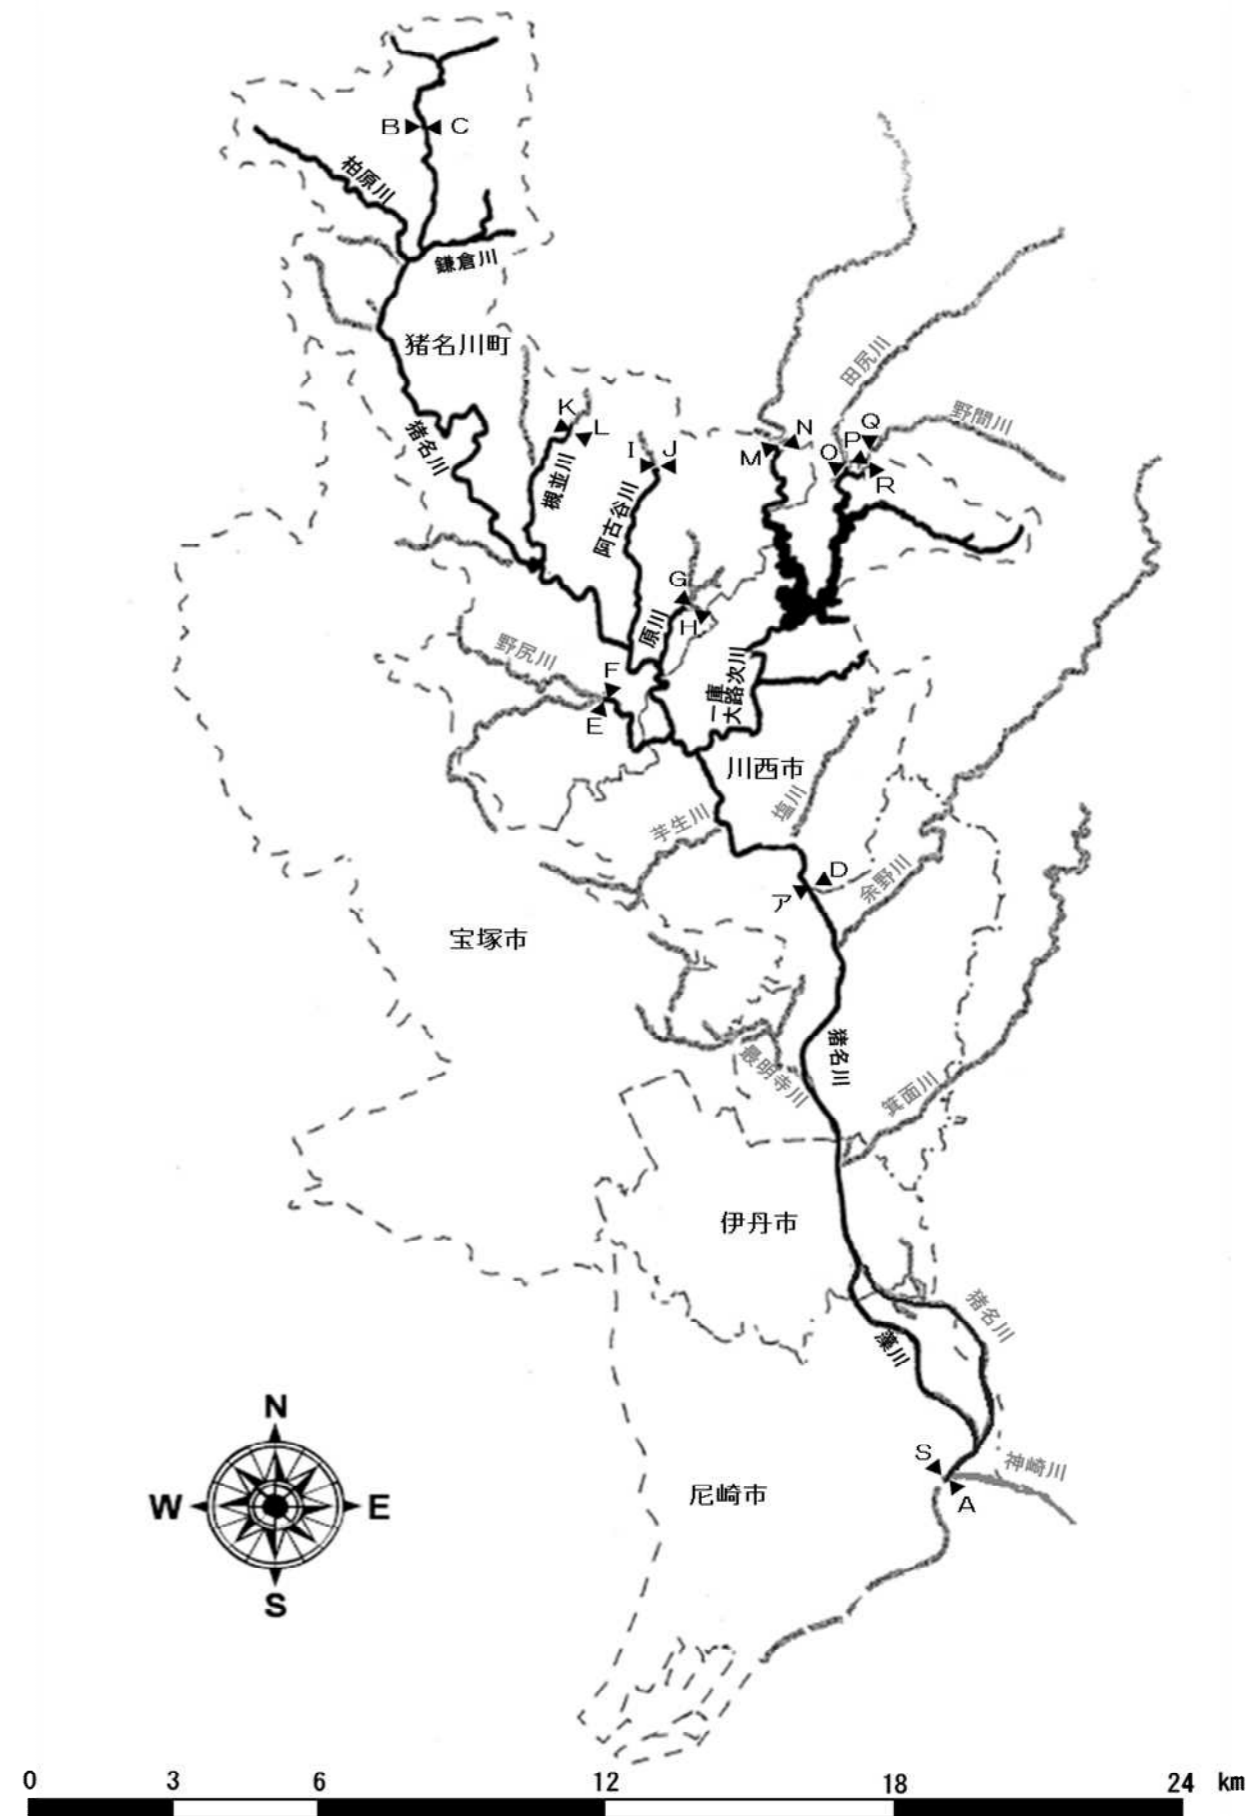 B
C
柏原川
鎌倉川
猪名川町
田尻川
K
L
N
M
Q
P
O
R
野間川
猪名川
槻並川
I
J
阿古谷川
G
H
原川
野尻川
F
E
一庫
大路次川
川西市
塩川
芋生川
D
ア
余野川
宝塚市
猪名川
最明寺川
箕面川
伊丹市
猪名川
藻川
N
W
E
S
S
A
神崎川
尼崎市
0 3 6 12 18 24 km